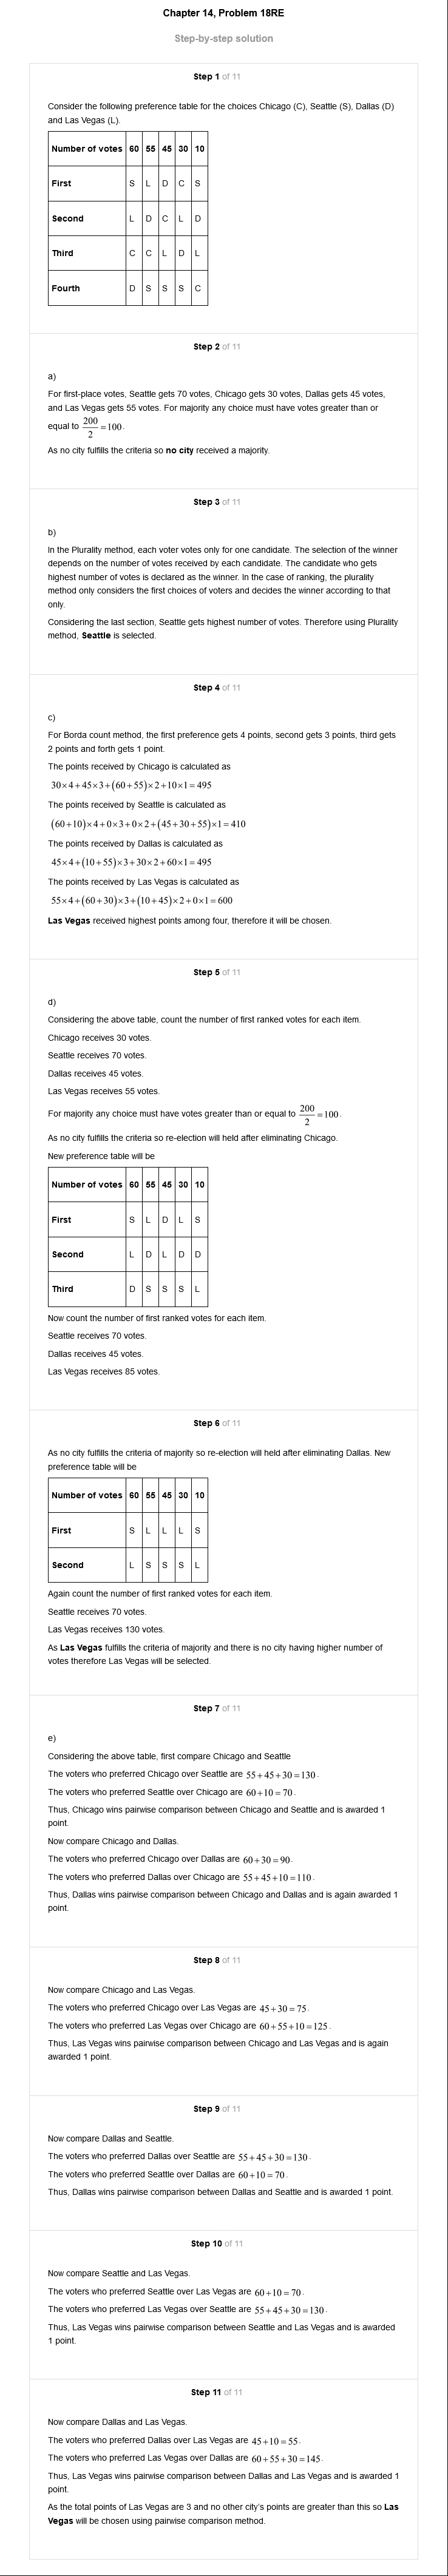 Chapter 14, Problem 18RE
Step-by-step solution
Step 1 of 11
Consider the following preference table for the choices Chicago (C), Seattle (S), Dallas (D)
and Las Vegas (L).
Number of votes 60 55 45 30 10
First S L D C S
Second L D C L D
Third C C L D L
Fourth D S S S C
Step 2 of 11
a)
For first-place votes, Seattle gets 70 votes, Chicago gets 30 votes, Dallas gets 45 votes,
and Las Vegas gets 55 votes. For majority any choice must have votes greater than or
equal to 200/2 = 100.
As no city fulfills the criteria so no city received a majority.
Step 3 of 11
b)
In the Plurality method, each voter votes only for one candidate. The selection of the winner
depends on the number of votes received by each candidate. The candidate who gets
highest number of votes is declared as the winner. In the case of ranking, the plurality
method only considers the first choices of voters and decides the winner according to that
only.
Considering the last section, Seattle gets highest number of votes. Therefore using Plurality
method, Seattle is selected.
Step 4 of 11
c)
For Borda count method, the first preference gets 4 points, second gets 3 points, third gets
2 points and forth gets 1 point.
The points received by Chicago is calculated as
30×4+45×3+(60+55)×2+10×1=495
The points received by Seattle is calculated as
(60+10)×4+0×3+0×2+(45+30+55)×1=410
The points received by Dallas is calculated as
45×4+(10+55)×3+30×2+60×1=495
The points received by Las Vegas is calculated as
55×4+(60+30)×3+(10+45)×2+0×1=600
Las Vegas received highest points among four, therefore it will be chosen.
Step 5 of 11
d)
Considering the above table, count the number of first ranked votes for each item.
Chicago receives 30 votes.
Seattle receives 70 votes.
Dallas receives 45 votes.
Las Vegas receives 55 votes.
For majority any choice must have votes greater than or equal to 200/2 = 100.
As no city fulfills the criteria so re-election will held after eliminating Chicago.
New preference table will be
Number of votes 60 55 45 30 10
First S L D L S
Second L D L D D
Third D S S S L
Now count the number of first ranked votes for each item.
Seattle receives 70 votes.
Dallas receives 45 votes.
Las Vegas receives 85 votes.
Step 6 of 11
As no city fulfills the criteria of majority so re-election will held after eliminating Dallas. New
preference table will be
Number of votes 60 55 45 30 10
First S L L L S
Second L S S S L
Again count the number of first ranked votes for each item.
Seattle receives 70 votes.
Las Vegas receives 130 votes.
As Las Vegas fulfills the criteria of majority and there is no city having higher number of
votes therefore Las Vegas will be selected.
Step 7 of 11
e)
Considering the above table, first compare Chicago and Seattle
The voters who preferred Chicago over Seattle are 55+45+30=130.
The voters who preferred Seattle over Chicago are 60+10=70.
Thus, Chicago wins pairwise comparison between Chicago and Seattle and is awarded 1
point.
Now compare Chicago and Dallas.
The voters who preferred Chicago over Dallas are 60+30=90.
The voters who preferred Dallas over Chicago are 55+45+10=110.
Thus, Dallas wins pairwise comparison between Chicago and Dallas and is again awarded 1
point.
Step 8 of 11
Now compare Chicago and Las Vegas.
The voters who preferred Chicago over Las Vegas are 45+30=75.
The voters who preferred Las Vegas over Chicago are 60+55+10=125.
Thus, Las Vegas wins pairwise comparison between Chicago and Las Vegas and is again
awarded 1 point.
Step 9 of 11
Now compare Dallas and Seattle.
The voters who preferred Dallas over Seattle are 55+45+30=130.
The voters who preferred Seattle over Dallas are 60+10=70.
Thus, Dallas wins pairwise comparison between Dallas and Seattle and is awarded 1 point.
Step 10 of 11
Now compare Seattle and Las Vegas.
The voters who preferred Seattle over Las Vegas are 60+10=70.
The voters who preferred Las Vegas over Seattle are 55+45+30=130.
Thus, Las Vegas wins pairwise comparison between Seattle and Las Vegas and is awarded
1 point.
Step 11 of 11
Now compare Dallas and Las Vegas.
The voters who preferred Dallas over Las Vegas are 45+10=55.
The voters who preferred Las Vegas over Dallas are 60+55+30=145.
Thus, Las Vegas wins pairwise comparison between Dallas and Las Vegas and is awarded 1
point.
As the total points of Las Vegas are 3 and no other city's points are greater than this so Las
Vegas will be chosen using pairwise comparison method.